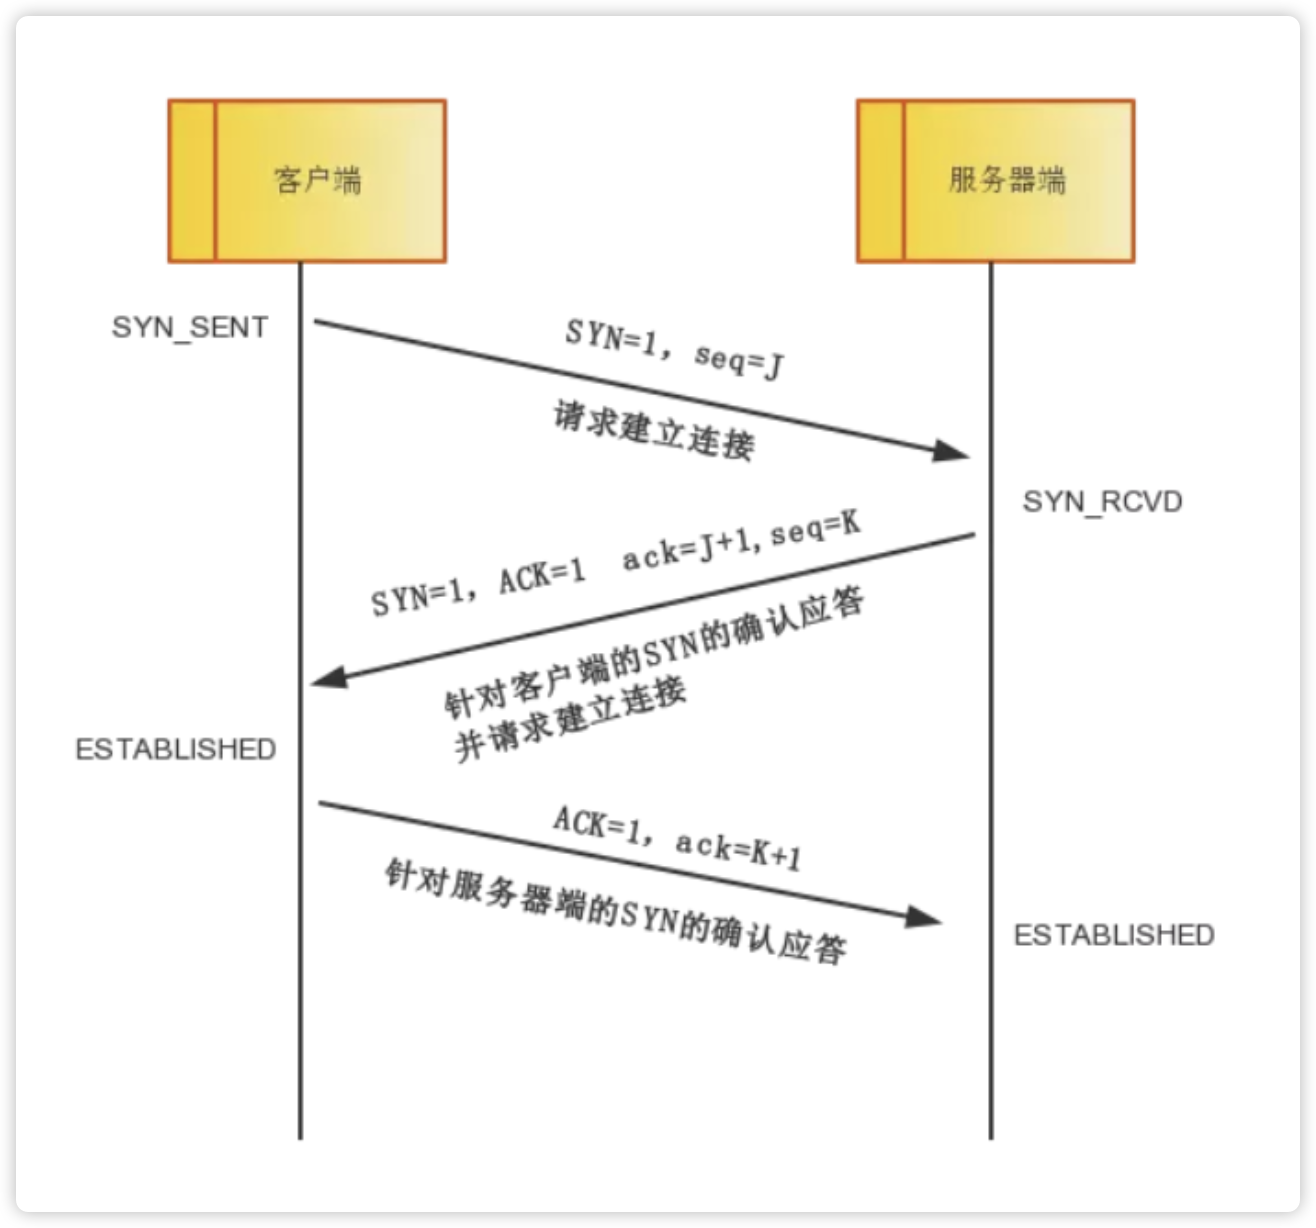 客户端
服务器端
SYN_SENT
SYN=1, seq=J
请求建立连接
SYN_RCVD
SYN=1, ACK=1 ack=J+1,seq=K
针对客户端的SYN的确认应答
并请求建立连接
ESTABLISHED
ACK=1, ack=K+1
针对服务器端的SYN的确认应答
ESTABLISHED